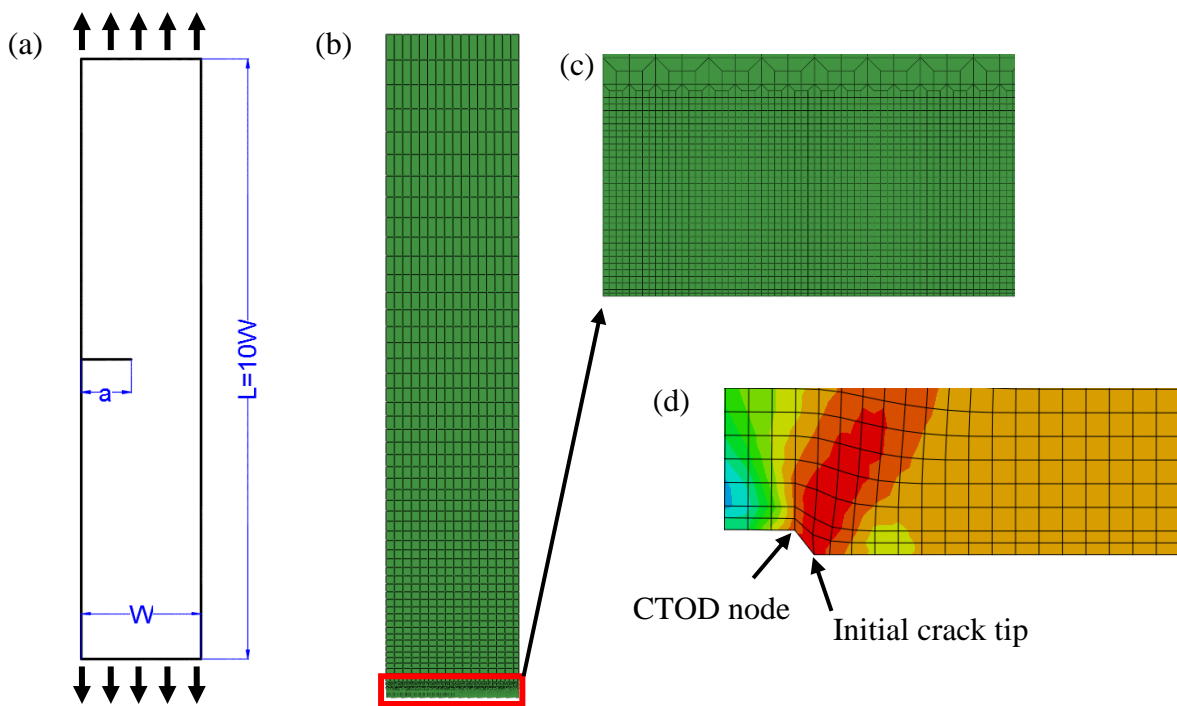 (a)
(b)
(c)
a
L=10W
W
(d)
CTOD node
Initial crack tip